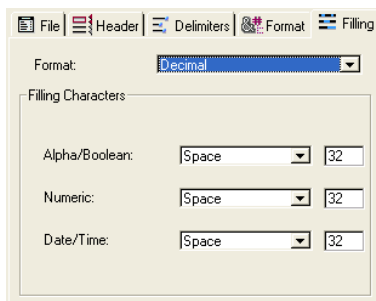 File Header Delimiters Format Filling
Format: Decimal
Filling Characters
Alpha/Boolean: Space 32
Numeric: Space 32
Date/Time: Space 32